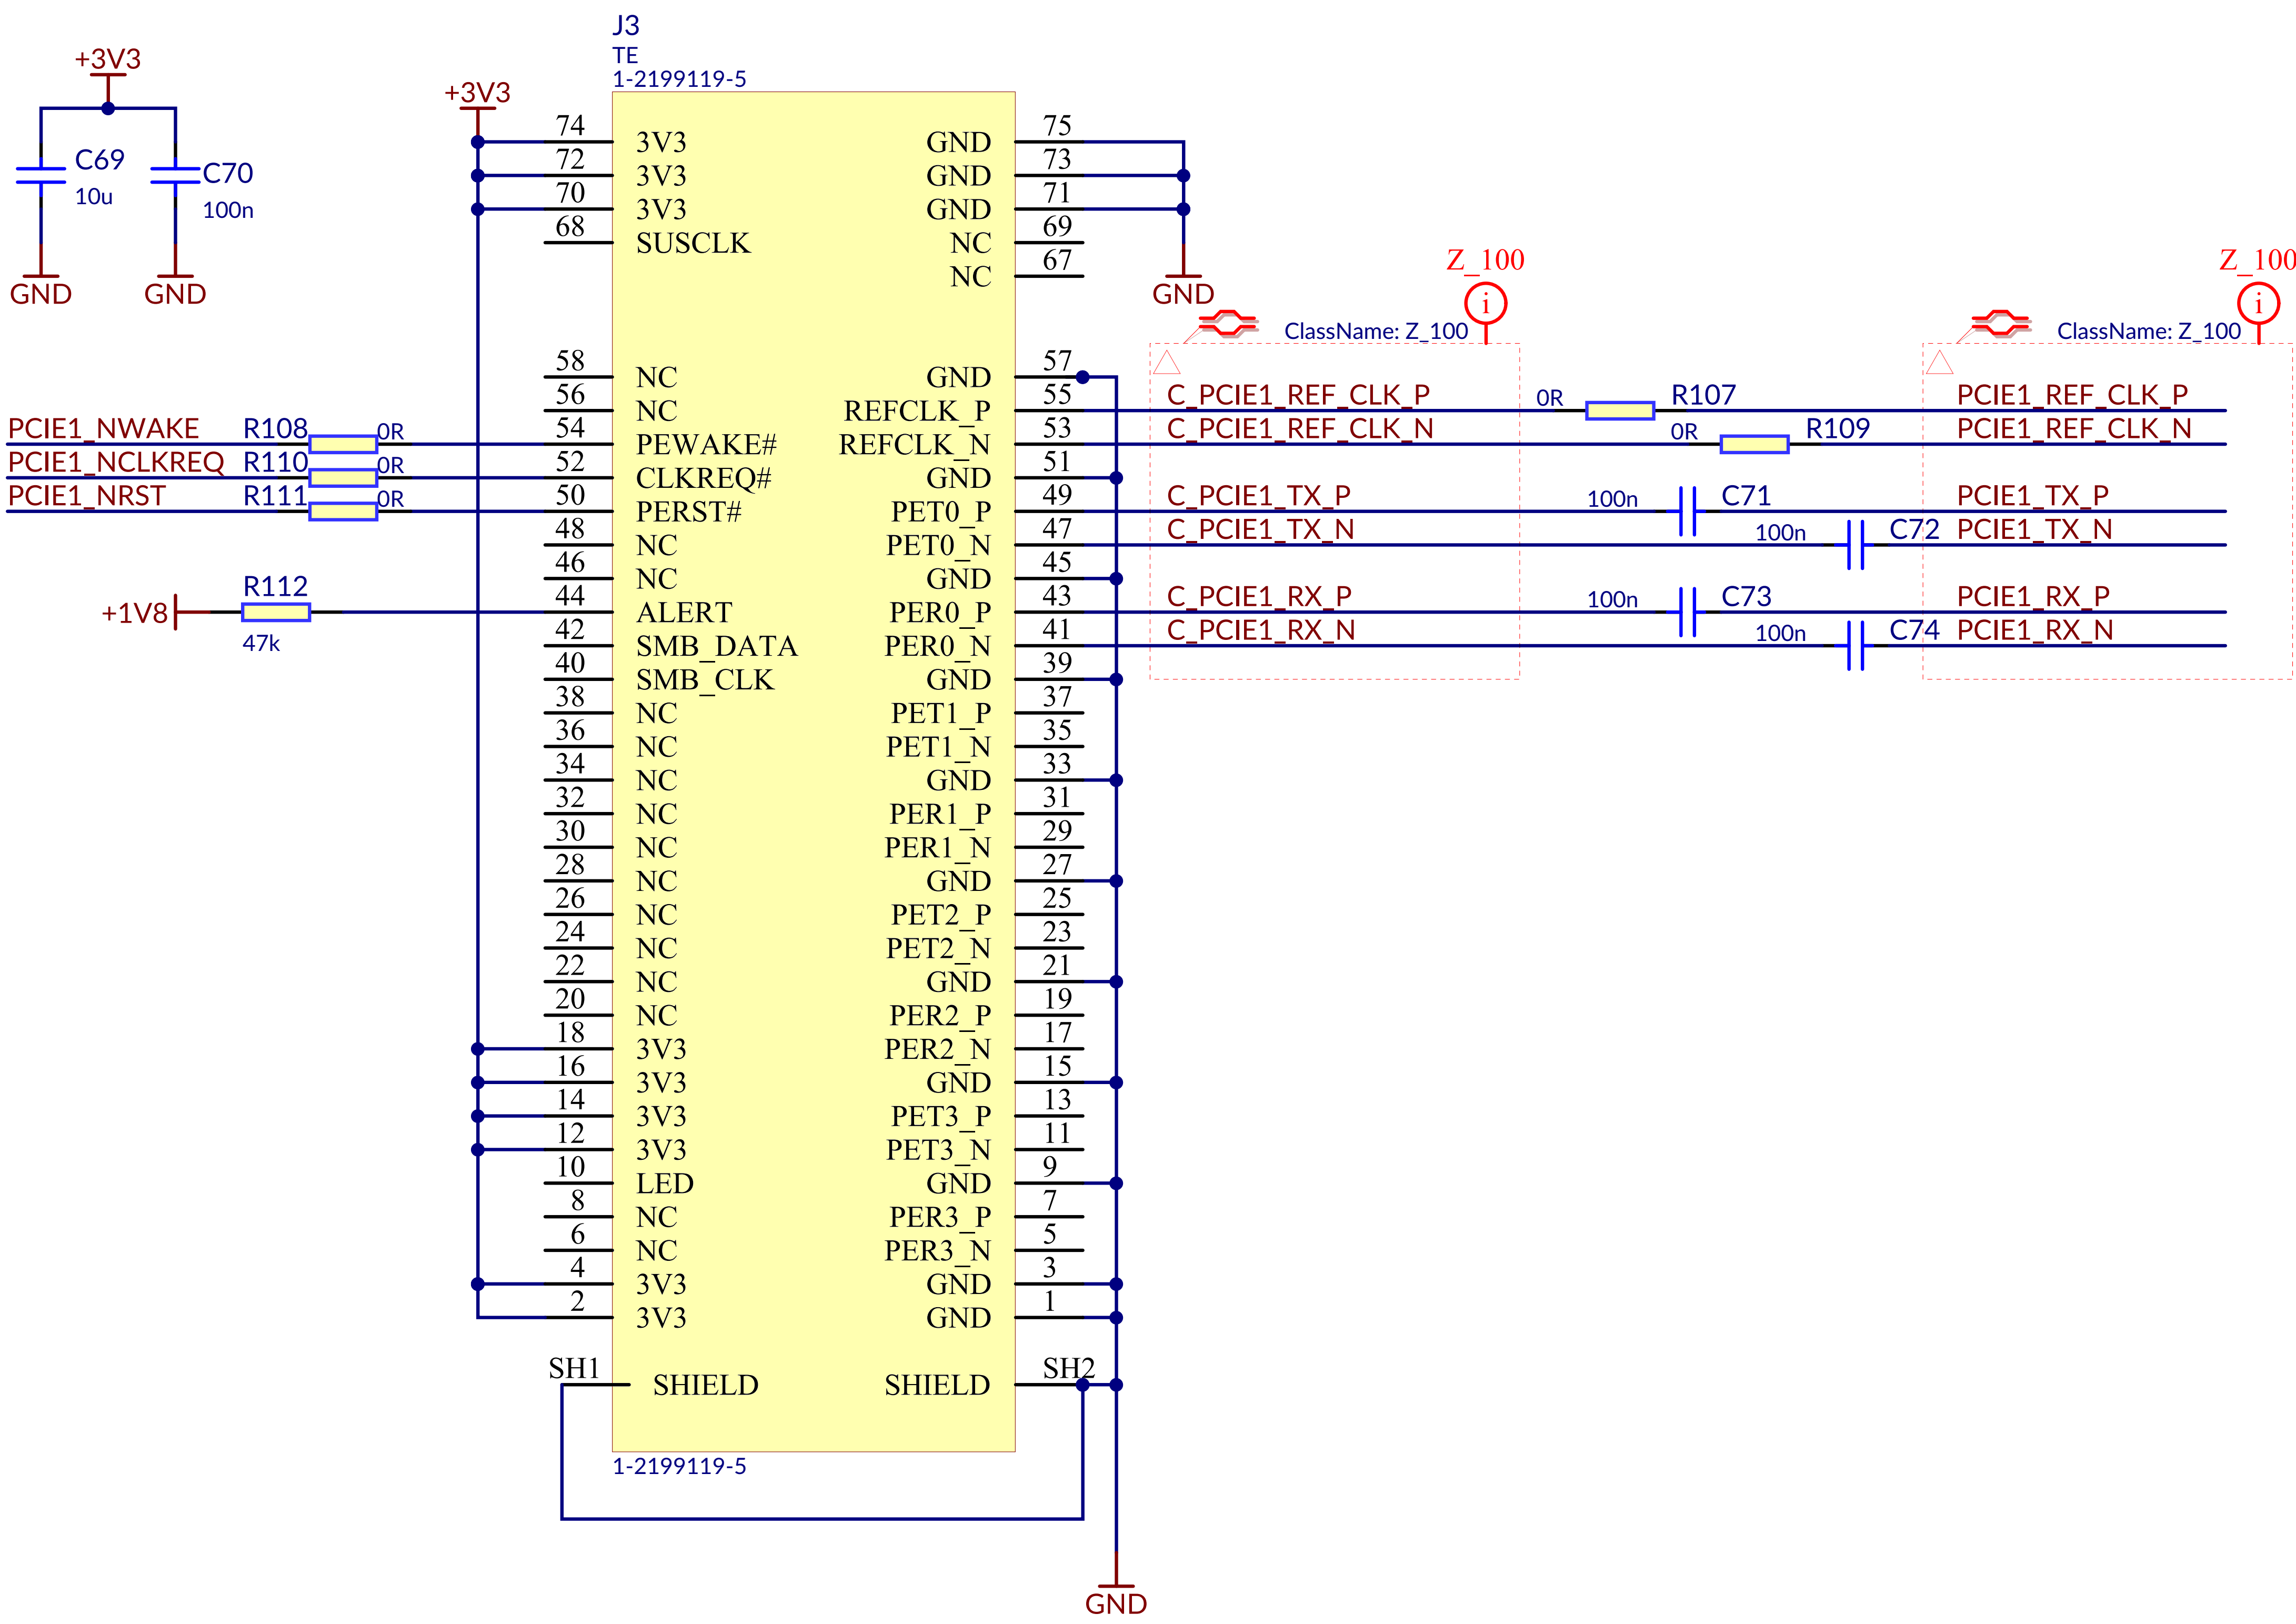 J3
TE
1-2199119-5
+3V3
C69
10u
C70
100n
GND
GND
+3V3
74 3V3 GND 75
72 3V3 GND 73
70 3V3 GND 71
68 SUSCLK NC 69
NC 67
GND
Z_100
i
ClassName: Z_100
Z_100
i
ClassName: Z_100
58 NC GND 57
56 NC REFCLK_P 55 C_PCIE1_REF_CLK_P 0R R107 PCIE1_REF_CLK_P
PCIE1_NWAKE R108 0R 54 PEWAKE# REFCLK_N 53 C_PCIE1_REF_CLK_N 0R R109 PCIE1_REF_CLK_N
PCIE1_NCLKREQ R110 0R 52 CLKREQ# GND 51
PCIE1_NRST R111 0R 50 PERST# PET0_P 49 C_PCIE1_TX_P 100n C71 PCIE1_TX_P
48 NC PET0_N 47 C_PCIE1_TX_N 100n C72 PCIE1_TX_N
46 NC GND 45
+1V8 R112 47k 44 ALERT PER0_P 43 C_PCIE1_RX_P 100n C73 PCIE1_RX_P
42 SMB_DATA PER0_N 41 C_PCIE1_RX_N 100n C74 PCIE1_RX_N
40 SMB_CLK GND 39
38 NC PET1_P 37
36 NC PET1_N 35
34 NC GND 33
32 NC PER1_P 31
30 NC PER1_N 29
28 NC GND 27
26 NC PET2_P 25
24 NC PET2_N 23
22 NC GND 21
20 NC PER2_P 19
18 3V3 PER2_N 17
16 3V3 GND 15
14 3V3 PET3_P 13
12 3V3 PET3_N 11
10 LED GND 9
8 NC PER3_P 7
6 NC PER3_N 5
4 3V3 GND 3
2 3V3 GND 1
SH1 SHIELD SHIELD SH2
1-2199119-5
GND